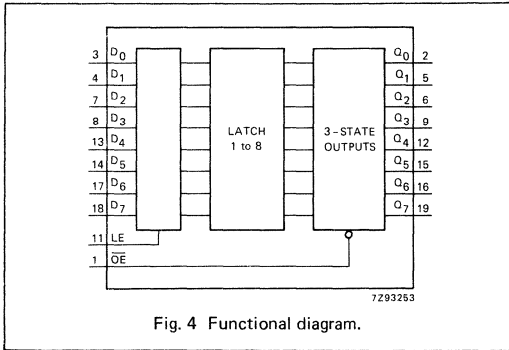 3 D0 Q0 2
4 D1 Q1 5
7 D2 Q2 6
8 D3 Q3 9
13 D4 LATCH 3-STATE Q4 12
1 to 8 OUTPUTS
14 D5 Q5 15
17 D6 Q6 16
18 D7 Q7 19
11 LE
1 O̅E̅
7Z93253
Fig. 4 Functional diagram.